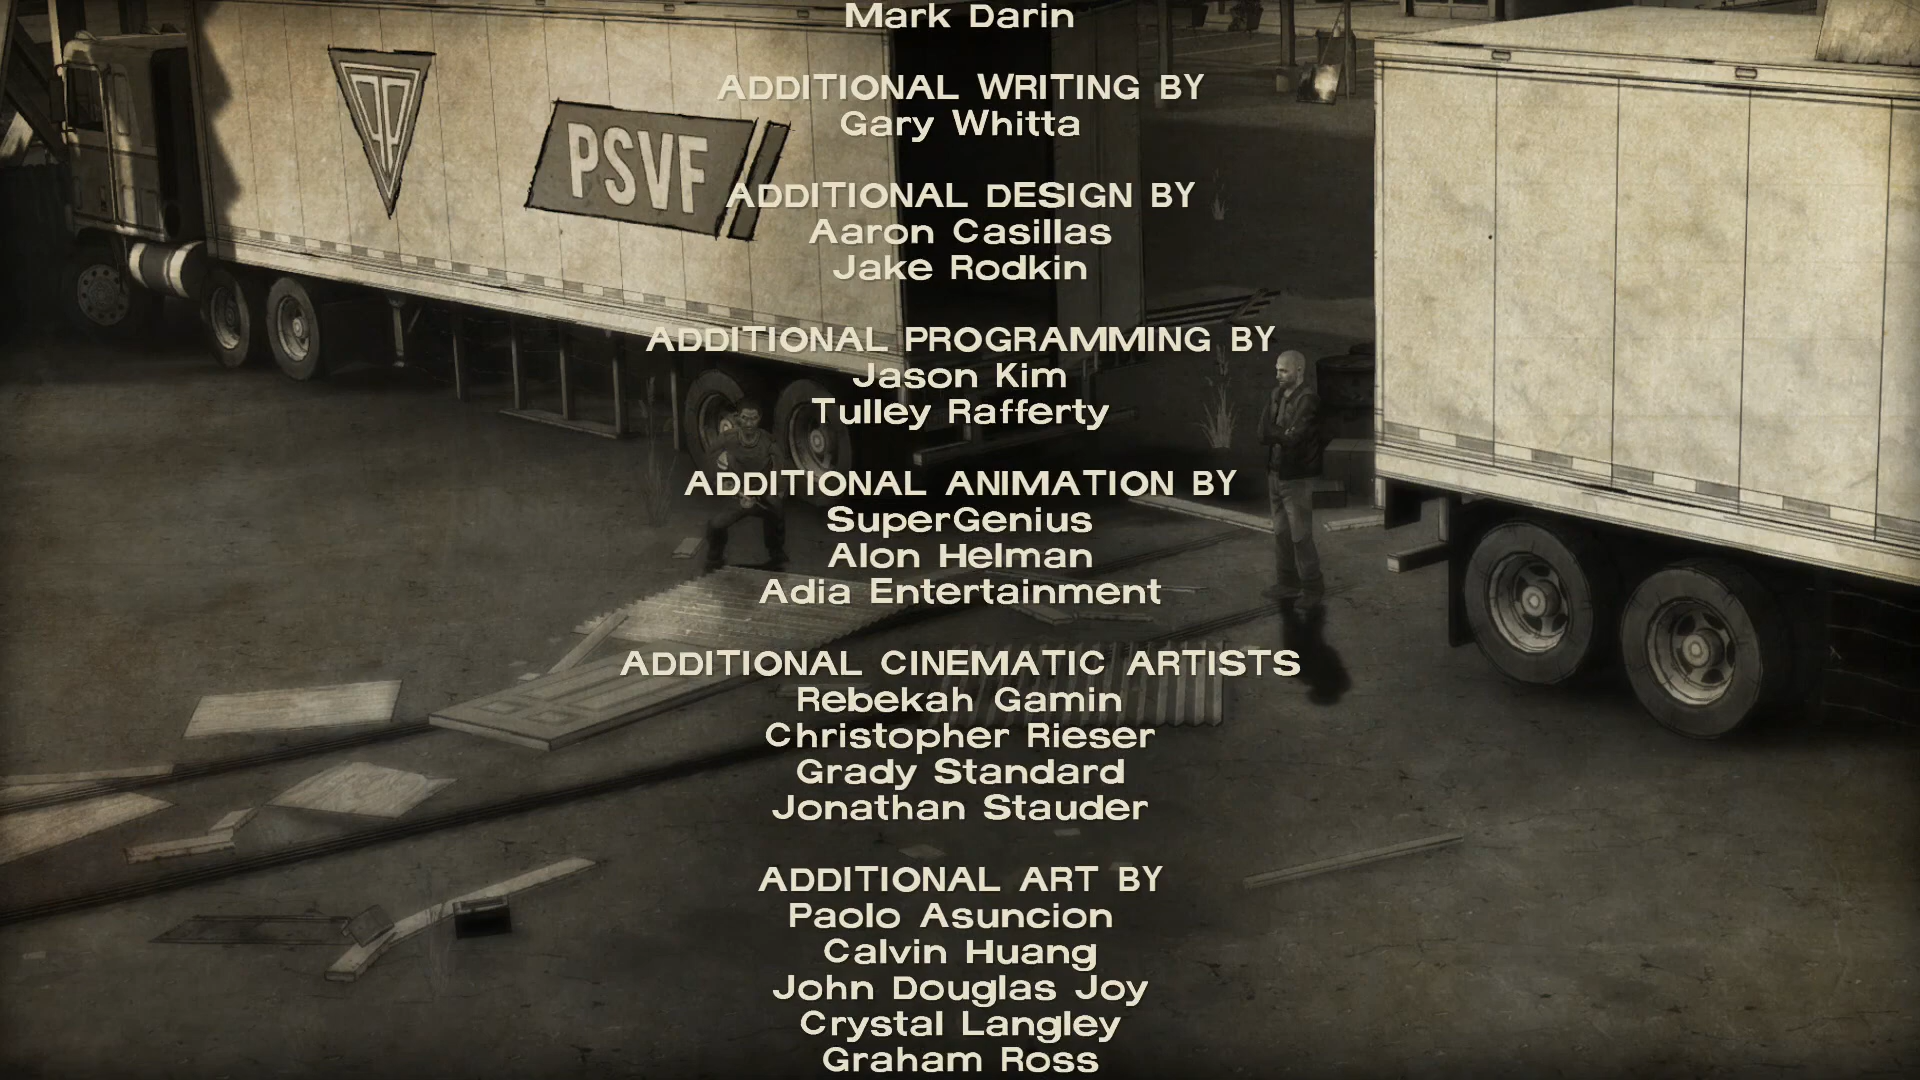 Mark Darin
ADDITIONAL WRITING BY
Gary Whitta
PSVF
ADDITIONAL DESIGN BY
Aaron Casillas
Jake Rodkin
ADDITIONAL PROGRAMMING BY
Jason Kim
Tulley Rafferty
ADDITIONAL ANIMATION BY
SuperGenius
Alon Helman
Adia Entertainment
ADDITIONAL CINEMATIC ARTISTS
Rebekah Gamin
Christopher Rieser
Grady Standard
Jonathan Stauder
ADDITIONAL ART BY
Paolo Asuncion
Calvin Huang
John Douglas Joy
Crystal Langley
Graham Ross